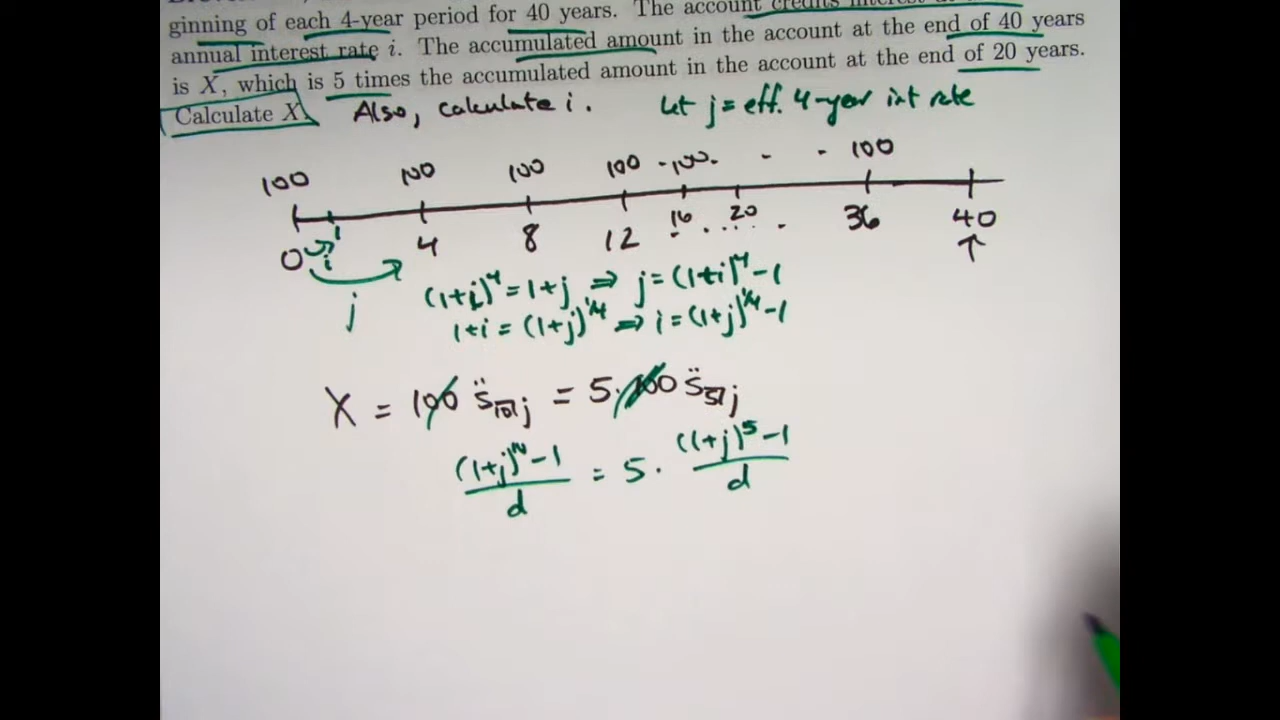 ginning of each 4-year period for 40 years. The account credits interest at
annual interest rate i. The accumulated amount in the account at the end of 40 years
is X, which is 5 times the accumulated amount in the account at the end of 20 years.
Calculate X. Also, calculate i. Let j = eff. 4-year int rate
100 100 100 100 -100. - - 100
0 1 4 8 12 16 20 36 40
i
j (1+i)^4 = 1+j ⇒ j = (1+i)^4 - 1
1+i = (1+j)^1/4 ⇒ i = (1+j)^1/4 - 1
X = 100 s̈_10|j = 5·100 s̈_5|j
(1+j)^10 - 1 / d = 5 · ((1+j)^5 - 1 / d